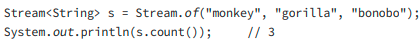 Stream<String> s = Stream.of("monkey", "gorilla", "bonobo");
System.out.println(s.count());     // 3